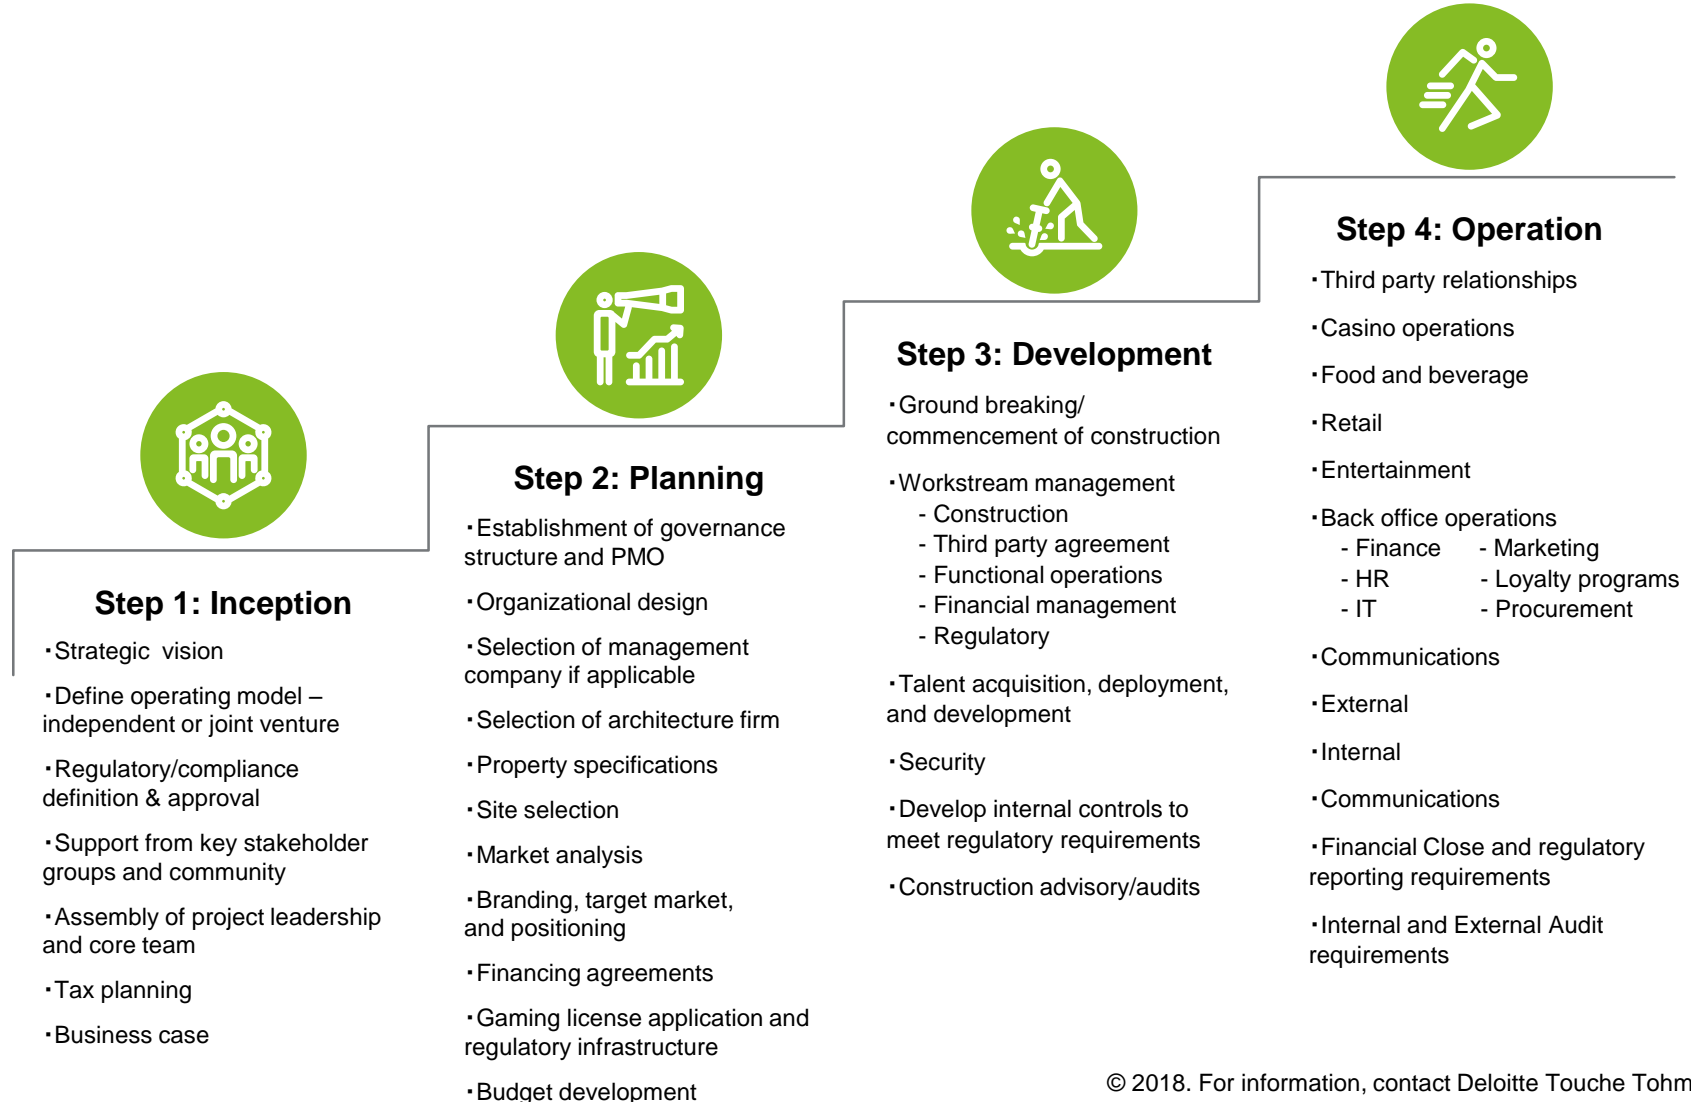 Step 1: Inception
・Strategic  vision
・Define operating model –
independent or joint venture
・Regulatory/compliance
definition & approval
・Support from key stakeholder
groups and community
・Assembly of project leadership
and core team
・Tax planning
・Business case
Step 2: Planning
・Establishment of governance
structure and PMO
・Organizational design
・Selection of management
company if applicable
・Selection of architecture firm
・Property specifications
・Site selection
・Market analysis
・Branding, target market,
and positioning
・Financing agreements
・Gaming license application and
regulatory infrastructure
・Budget development
Step 3: Development
・Ground breaking/
commencement of construction
・Workstream management
- Construction
- Third party agreement
- Functional operations
- Financial management
- Regulatory
・Talent acquisition, deployment,
and development
・Security
・Develop internal controls to
meet regulatory requirements
・Construction advisory/audits
Step 4: Operation
・Third party relationships
・Casino operations
・Food and beverage
・Retail
・Entertainment
・Back office operations
- Finance - Marketing
- HR - Loyalty programs
- IT - Procurement
・Communications
・External
・Internal
・Communications
・Financial Close and regulatory
reporting requirements
・Internal and External Audit
requirements
© 2018. For information, contact Deloitte Touche Tohm